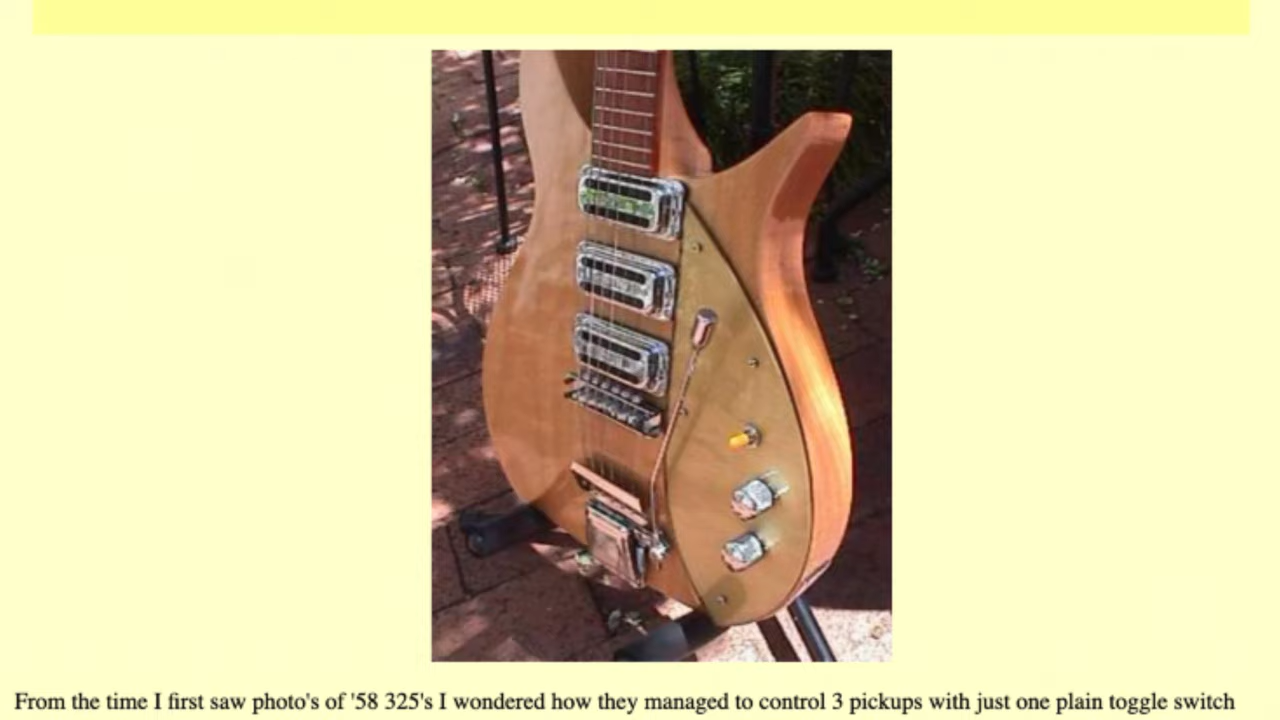 From the time I first saw photo's of '58 325's I wondered how they managed to control 3 pickups with just one plain toggle switch